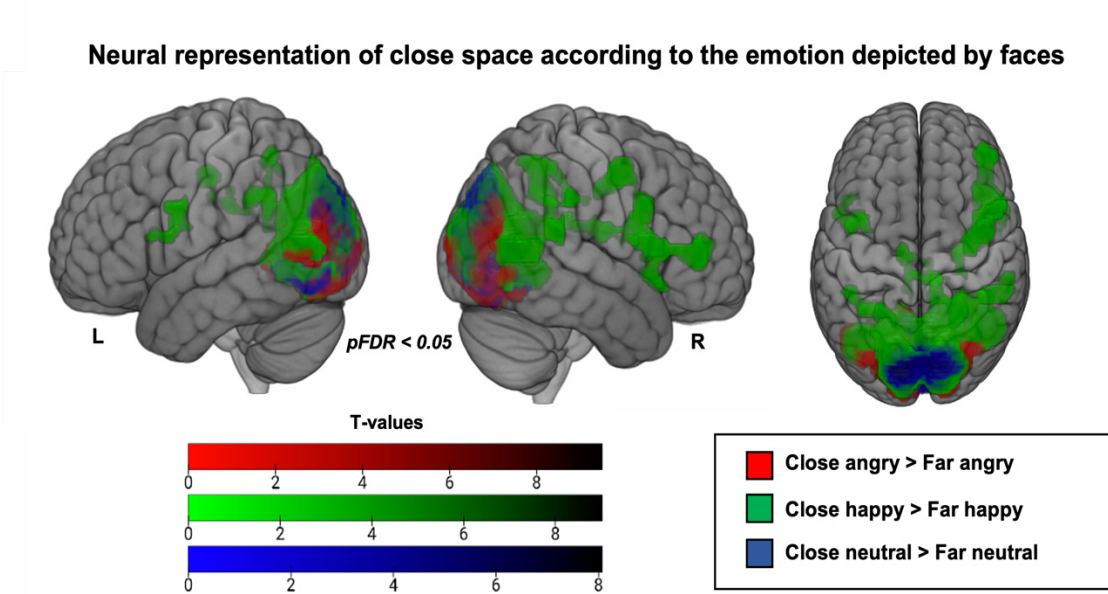 Neural representation of close space according to the emotion depicted by faces
L
pFDR < 0.05
R
T-values
0 2 4 6 8
0 2 4 6 8
0 2 4 6 8
Close angry > Far angry
Close happy > Far happy
Close neutral > Far neutral